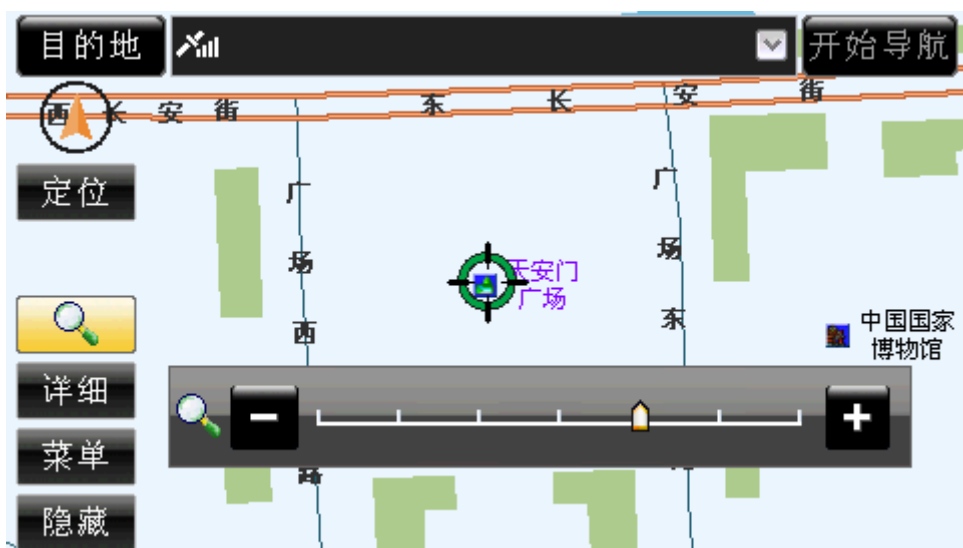 目的地
开始导航
西长安街
东长安街
定位
广场西
路
广场东
天安门
广场
中国国家
博物馆
详细
菜单
隐藏